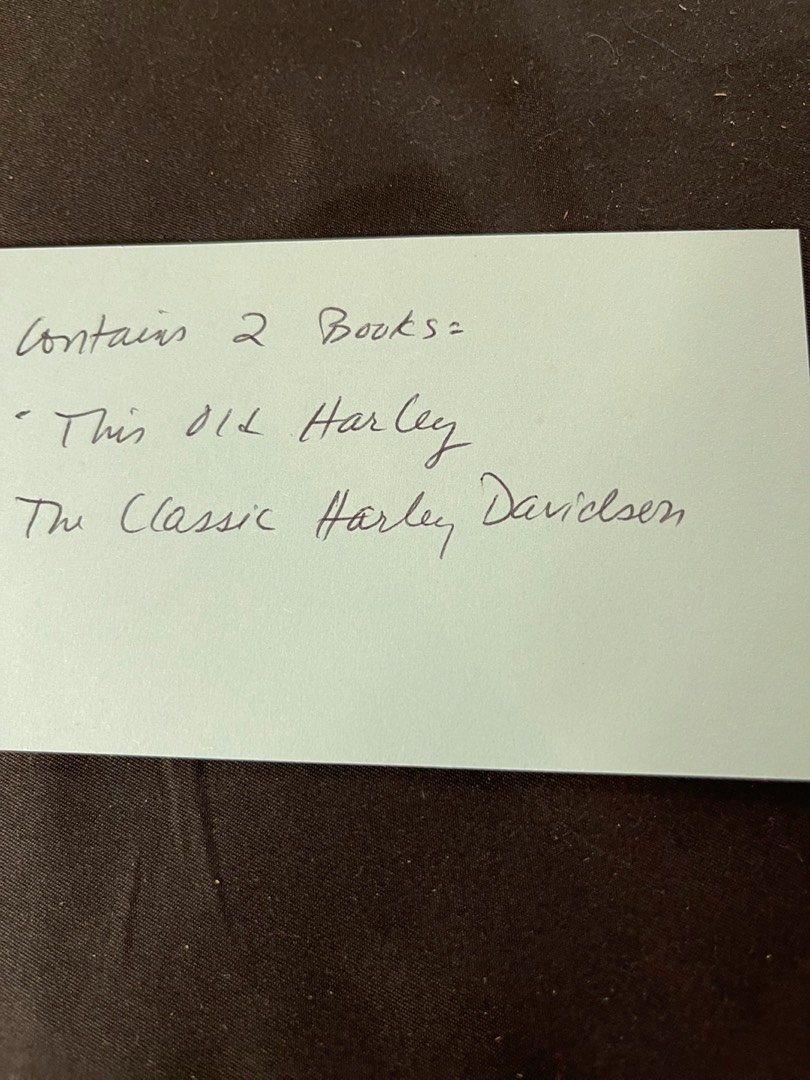 Contains 2 Books=
• This Old Harley
The Classic Harley Davidson